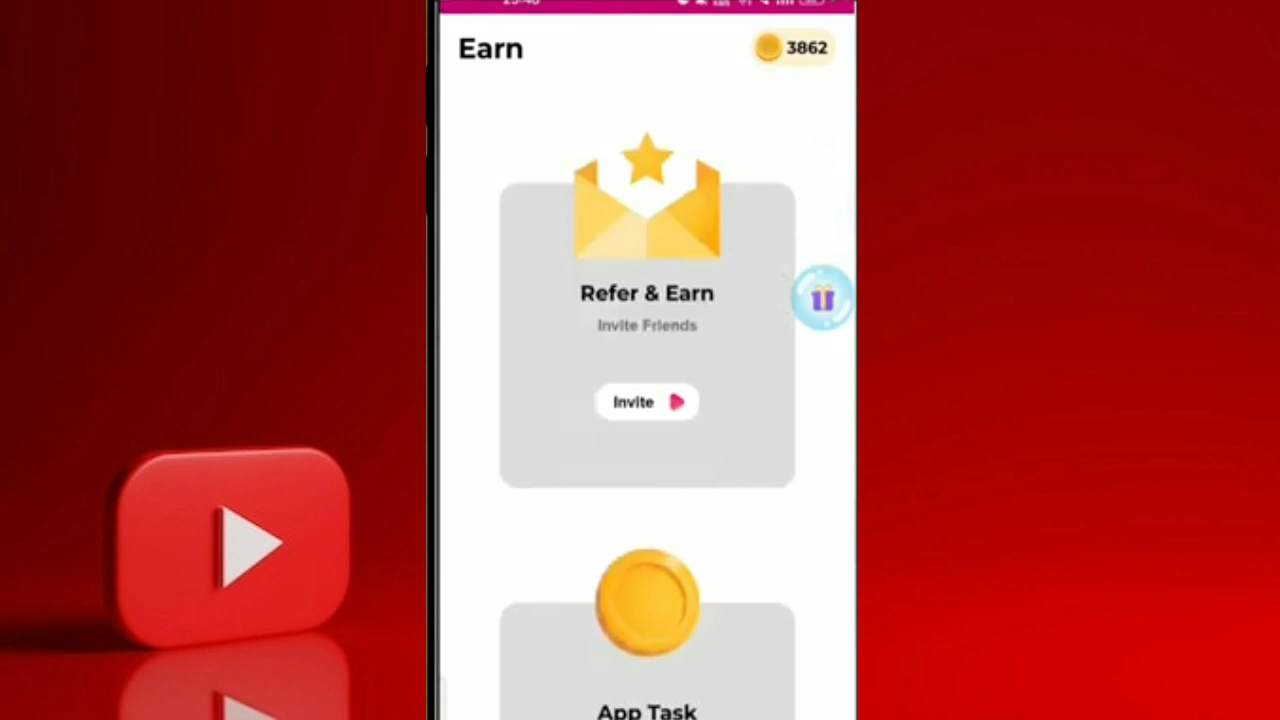 Earn
3862
Refer & Earn
Invite Friends
Invite
App Task